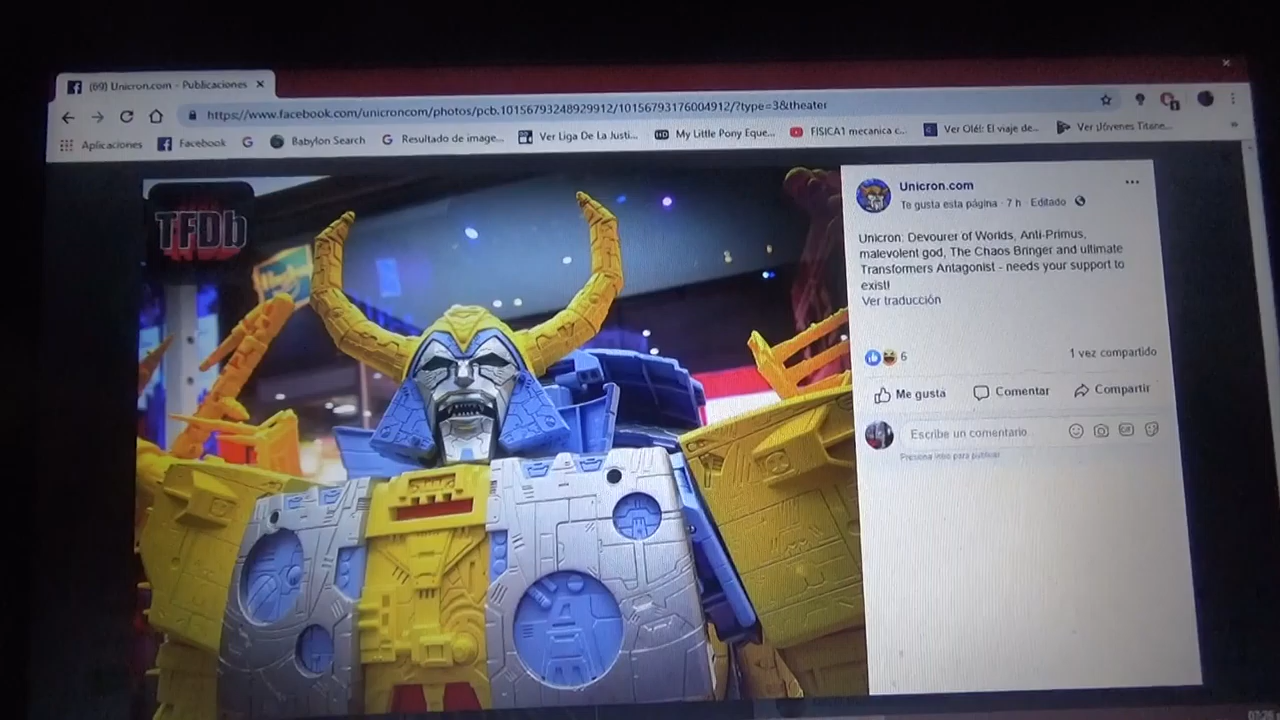 (69) Unicron.com - Publicaciones
https://www.facebook.com/unicroncom/photos/pcb.10156793248929912/10156793176004912/?type=3&theater
Aplicaciones Facebook Babylon Search Resultado de image... Ver Liga De La Justi... My Little Pony Eque... FISICA1 mecanica c... Ver Olé! El viaje de... Ver Jóvenes Titane...
TFDb
Unicron.com
Te gusta esta página · 7 h · Editado
Unicron: Devourer of Worlds, Anti-Primus,
malevolent god, The Chaos Bringer and ultimate
Transformers Antagonist - needs your support to
exist!
Ver traducción
6 1 vez compartido
Me gusta Comentar Compartir
Escribe un comentario
Presiona Intro para publicar.